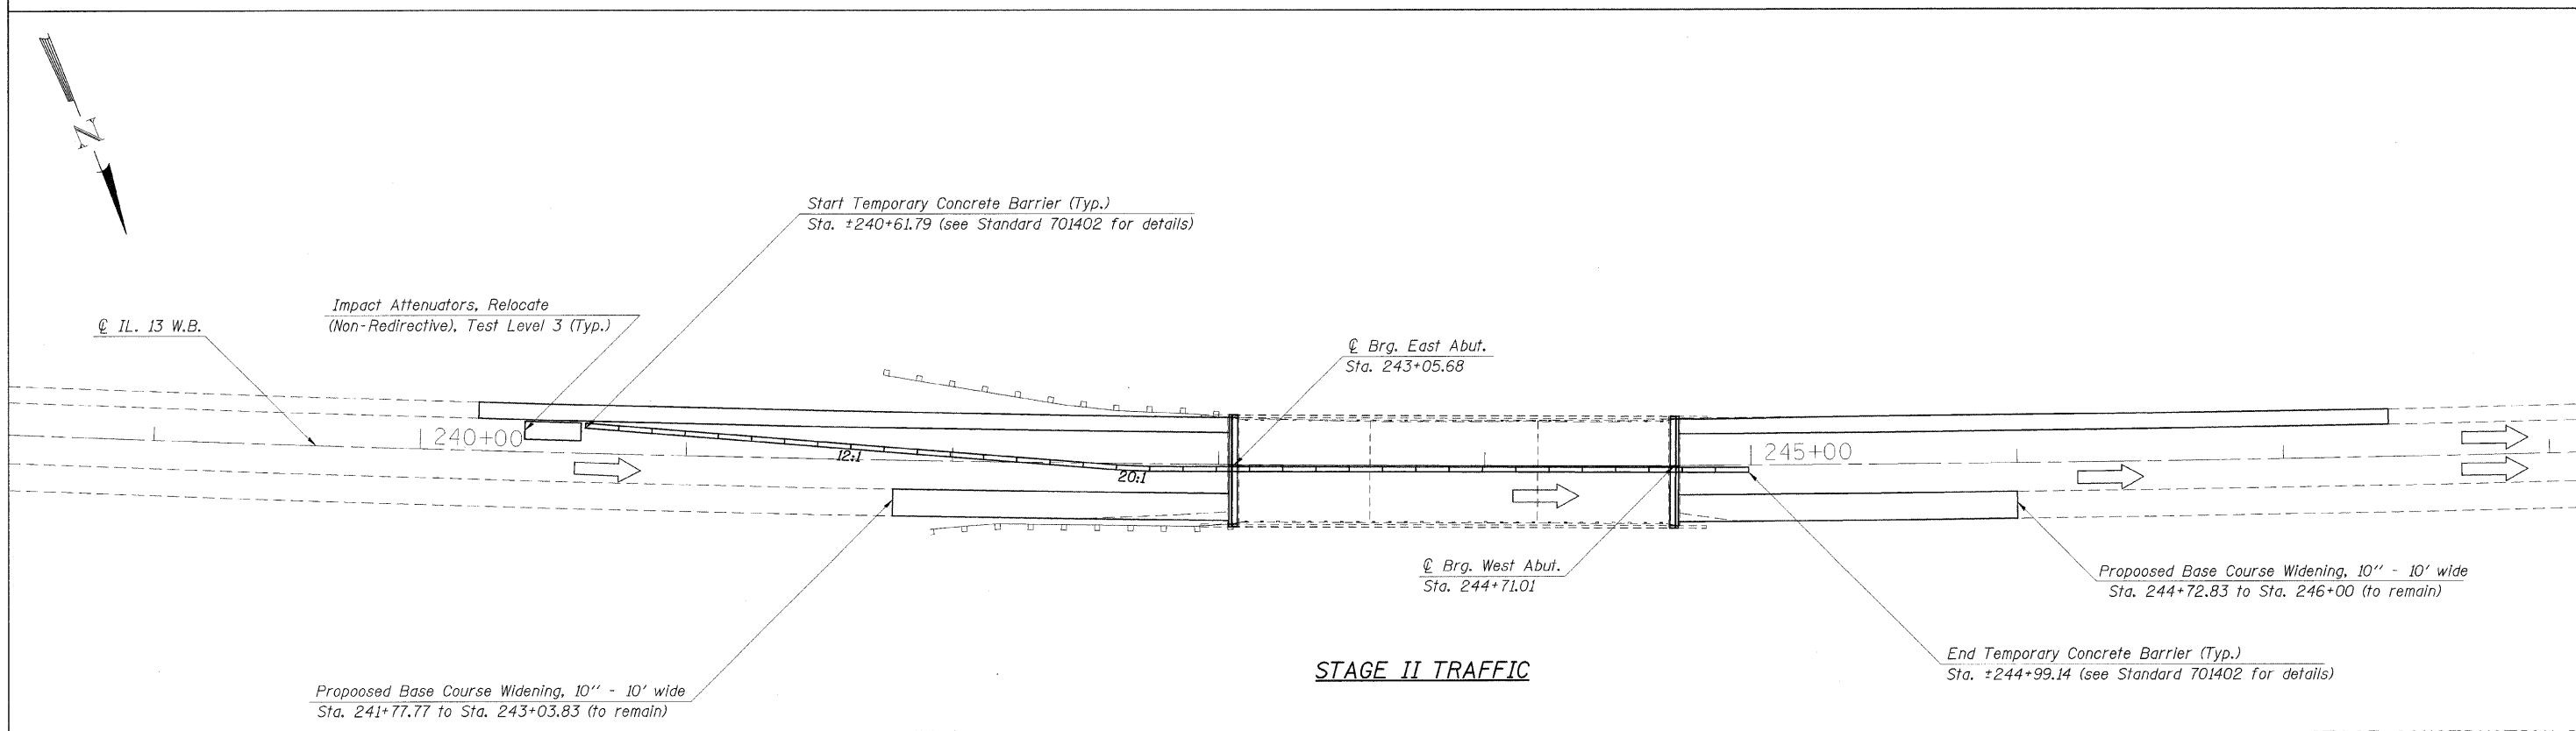 N
Start Temporary Concrete Barrier (Typ.)
Sta. ±240+61.79 (see Standard 701402 for details)
Impact Attenuators, Relocate
(Non-Redirective), Test Level 3 (Typ.)
℄ IL. 13 W.B.
℄ Brg. East Abut.
Sta. 243+05.68
240+00
12:1
20:1
245+00
℄ Brg. West Abut.
Sta. 244+71.01
Propoosed Base Course Widening, 10'' - 10' wide
Sta. 244+72.83 to Sta. 246+00 (to remain)
End Temporary Concrete Barrier (Typ.)
Sta. ±244+99.14 (see Standard 701402 for details)
STAGE II TRAFFIC
Propoosed Base Course Widening, 10'' - 10' wide
Sta. 241+77.77 to Sta. 243+03.83 (to remain)